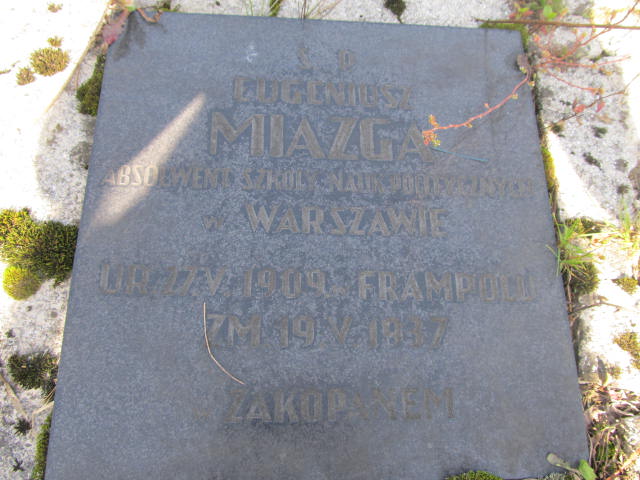 Ś. P.
EUGENIUSZ
MIAZGA
ABSOLWENT SZKOŁY NAUK POLITYCZNYCH
w WARSZAWIE
UR. 27 V. 1909 w FRAMPOLU
ZM. 19 V. 1937
w ZAKOPANEM